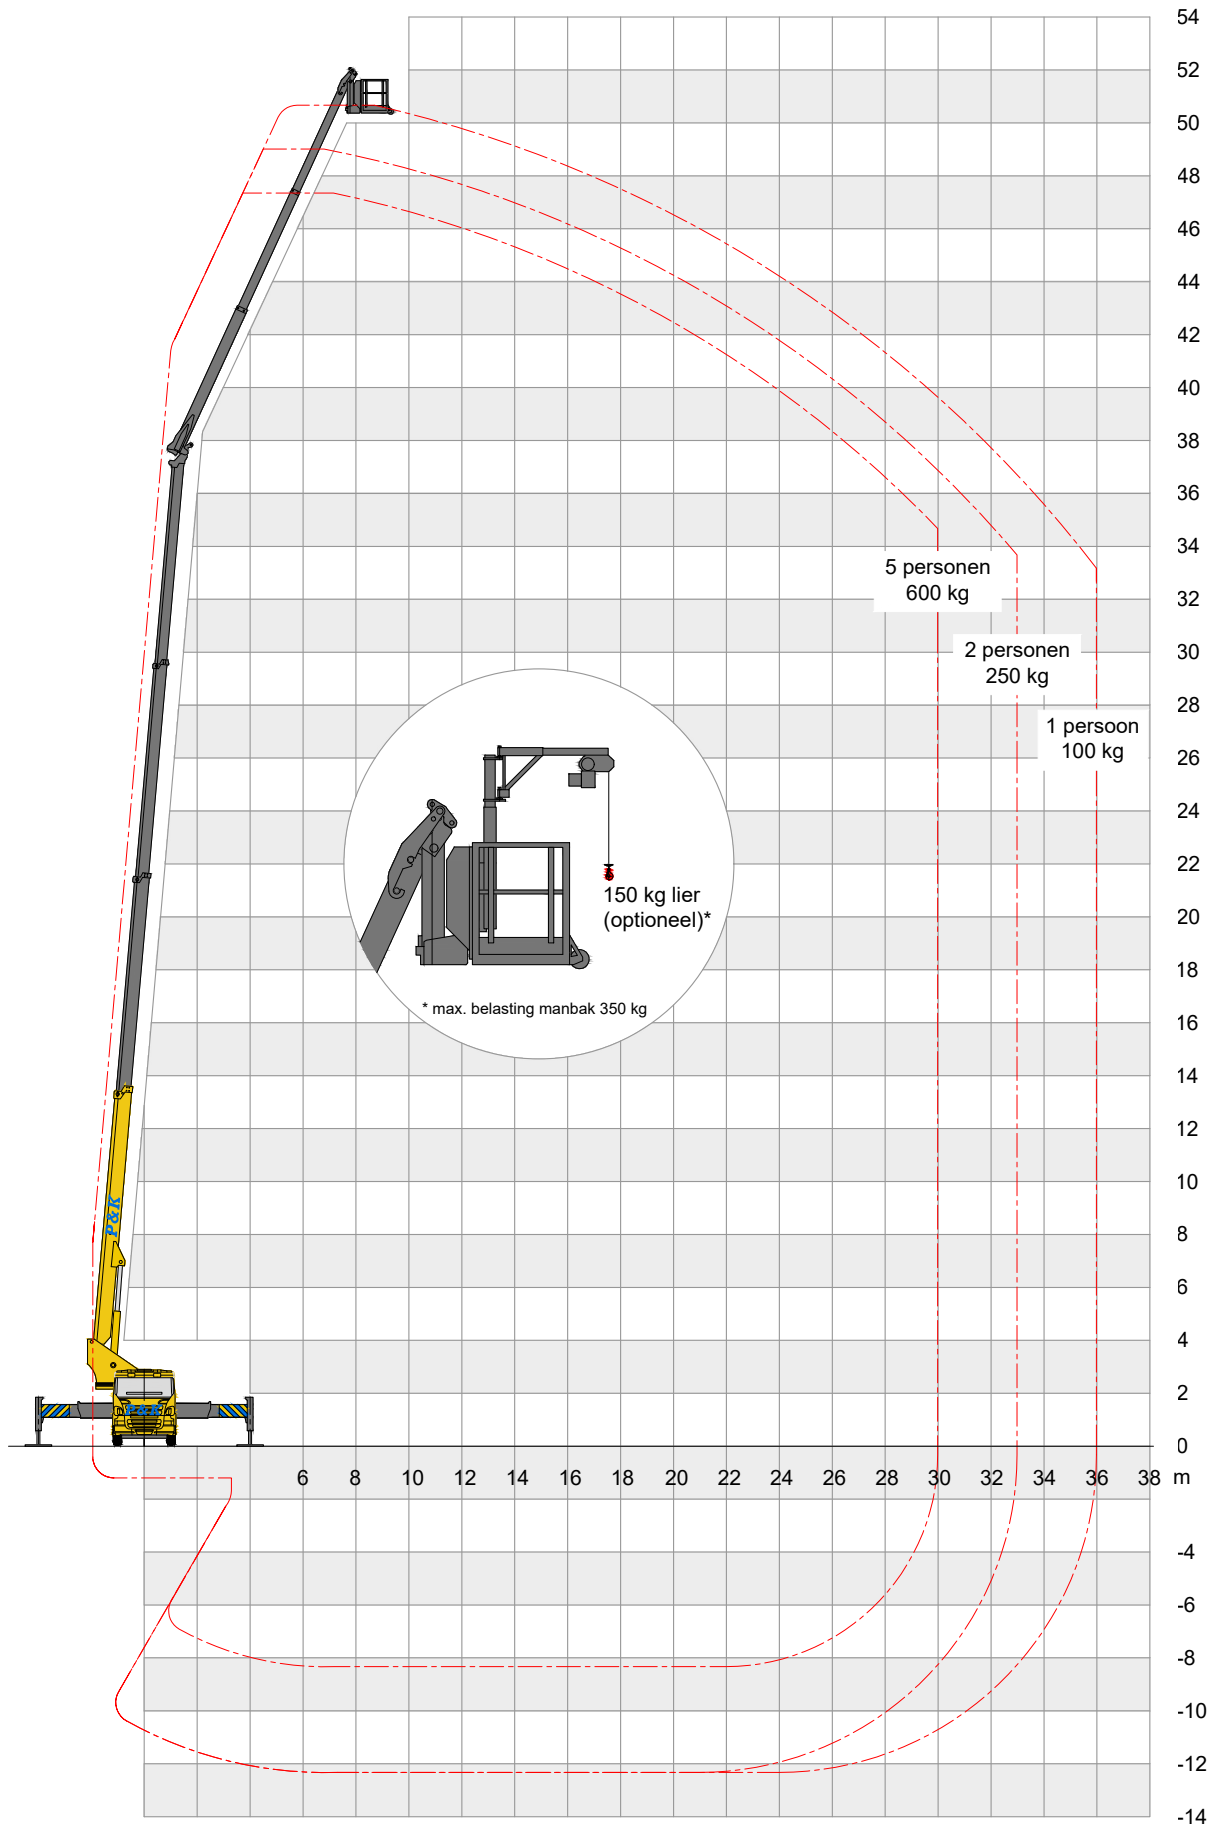 54
52
50
48
46
44
42
40
38
36
34
5 personen
600 kg
32
2 personen
250 kg
30
28
1 persoon
100 kg
26
24
22
150 kg lier
(optioneel)*
20
18
* max. belasting manbak 350 kg
16
14
12
10
P&K
8
6
4
2
P&K
0
6 8 10 12 14 16 18 20 22 24 26 28 30 32 34 36 38 m
-4
-6
-8
-10
-12
-14